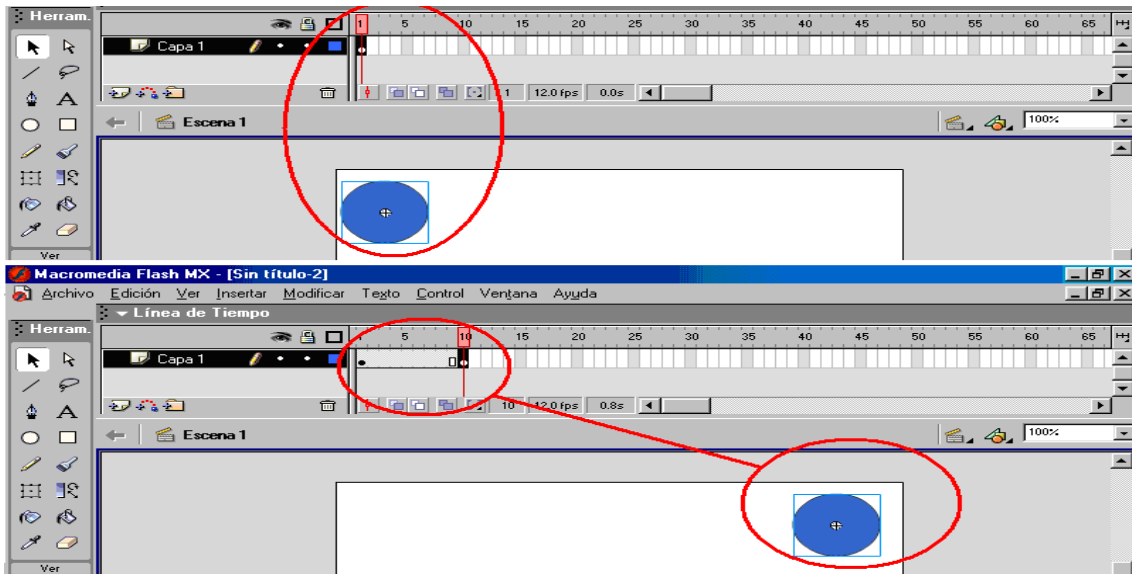 Herram.
1 5 10 15 20 25 30 35 40 45 50 55 60 65
Capa 1
1 12.0 fps 0.0s
Escena 1 100%
A
Ver
Macromedia Flash MX - [Sin título-2]
Archivo Edición Ver Insertar Modificar Texto Control Ventana Ayuda
Línea de Tiempo
Herram.
5 10 15 20 25 30 35 40 45 50 55 60 65
Capa 1
10 12.0 fps 0.8s
Escena 1 100%
A
Ver